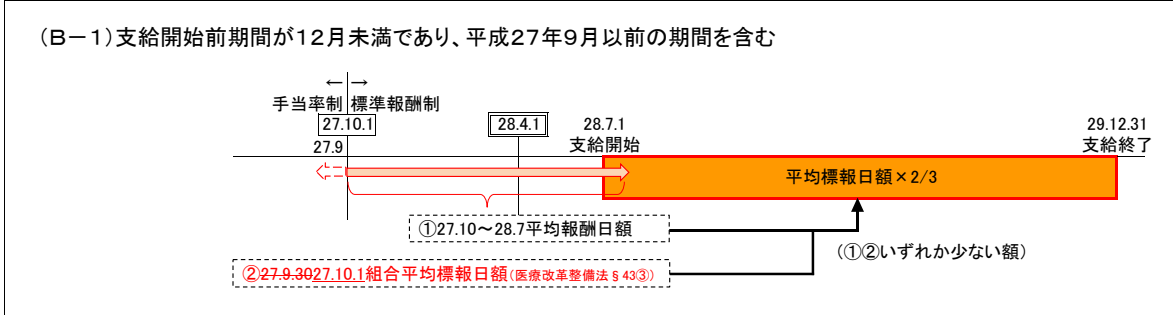 (B－1)支給開始前期間が12月未満であり、平成27年9月以前の期間を含む
← →
手当率制 標準報酬制
27.10.1 28.4.1 28.7.1 29.12.31
27.9 支給開始 支給終了
平均標報日額×2/3
①27.10～28.7平均報酬日額
(①②いずれか少ない額)
②27.9.3027.10.1組合平均標報日額(医療改革整備法§43③)